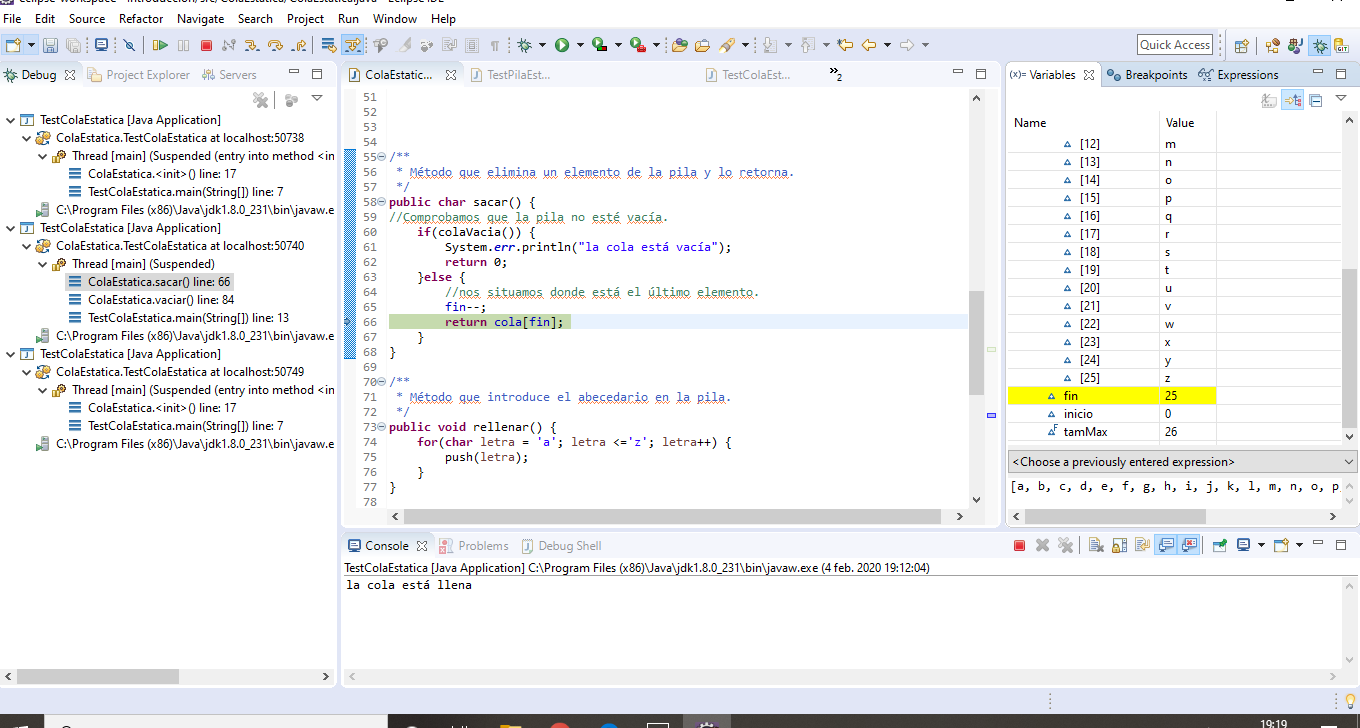 eclipse-workspace - introduccion/src/ColaEstatica/ColaEstatica.java - Eclipse IDE
File Edit Source Refactor Navigate Search Project Run Window Help
Quick Access
Debug Project Explorer Servers
TestColaEstatica [Java Application]
ColaEstatica.TestColaEstatica at localhost:50738
Thread [main] (Suspended (entry into method <in
ColaEstatica.<init>() line: 17
TestColaEstatica.main(String[]) line: 7
C:\Program Files (x86)\Java\jdk1.8.0_231\bin\javaw.e
TestColaEstatica [Java Application]
ColaEstatica.TestColaEstatica at localhost:50740
Thread [main] (Suspended)
ColaEstatica.sacar() line: 66
ColaEstatica.vaciar() line: 84
TestColaEstatica.main(String[]) line: 13
C:\Program Files (x86)\Java\jdk1.8.0_231\bin\javaw.e
TestColaEstatica [Java Application]
ColaEstatica.TestColaEstatica at localhost:50749
Thread [main] (Suspended (entry into method <in
ColaEstatica.<init>() line: 17
TestColaEstatica.main(String[]) line: 7
C:\Program Files (x86)\Java\jdk1.8.0_231\bin\javaw.e
ColaEstatic... TestPilaEst... TestColaEst... »2
51
52
53
54
55 /**
56 * Método que elimina un elemento de la pila y lo retorna.
57 */
58 public char sacar() {
59 //Comprobamos que la pila no esté vacía.
60 if(colaVacia()) {
61 System.err.println("la cola está vacía");
62 return 0;
63 }else {
64 //nos situamos donde está el último elemento.
65 fin--;
66 return cola[fin];
67 }
68 }
69
70 /**
71 * Método que introduce el abecedario en la pila.
72 */
73 public void rellenar() {
74 for(char letra = 'a'; letra <='z'; letra++) {
75 push(letra);
76 }
77 }
78
(x)= Variables Breakpoints Expressions
Name Value
[12] m
[13] n
[14] o
[15] p
[16] q
[17] r
[18] s
[19] t
[20] u
[21] v
[22] w
[23] x
[24] y
[25] z
fin 25
inicio 0
tamMax 26
<Choose a previously entered expression>
[a, b, c, d, e, f, g, h, i, j, k, l, m, n, o, p,
Console Problems Debug Shell
TestColaEstatica [Java Application] C:\Program Files (x86)\Java\jdk1.8.0_231\bin\javaw.exe (4 feb. 2020 19:12:04)
la cola está llena
19:19